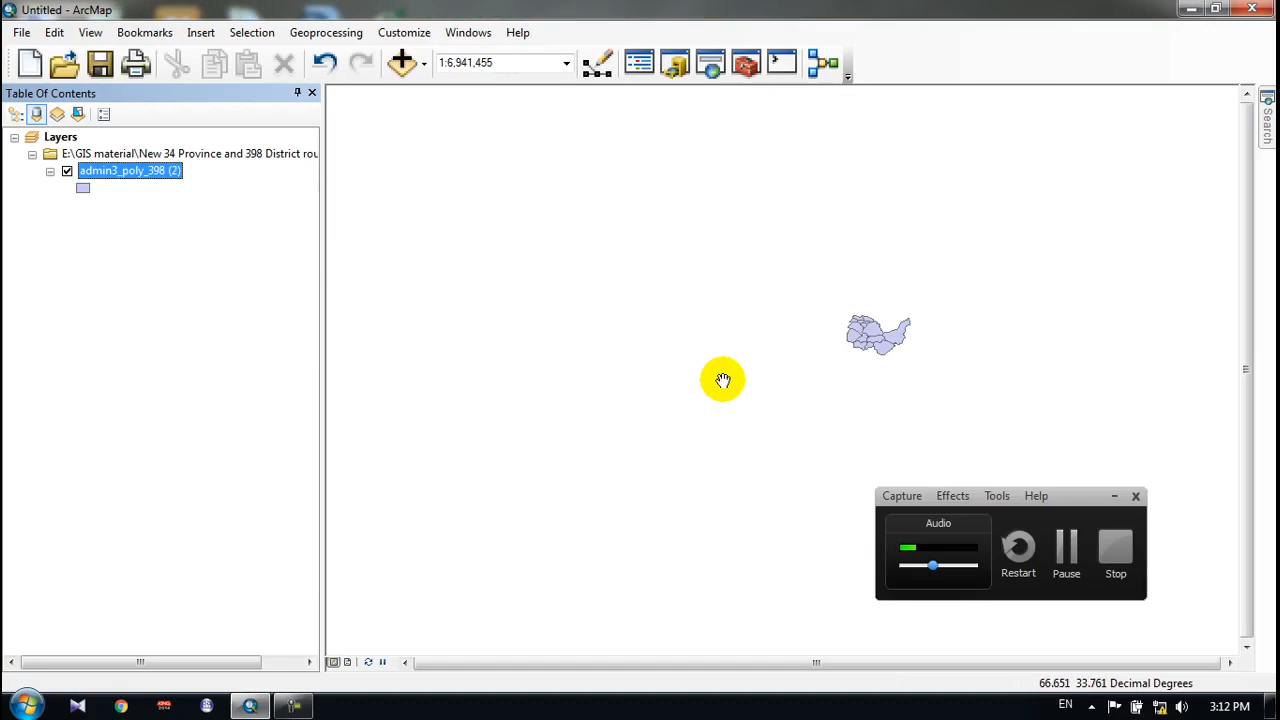 Untitled - ArcMap
File Edit View Bookmarks Insert Selection Geoprocessing Customize Windows Help
1:6,941,455
Table Of Contents
Layers
E:\GIS material\New 34 Province and 398 District rou
admin3_poly_398 (2)
Search
Capture Effects Tools Help
Audio
Restart Pause Stop
66.651 33.761 Decimal Degrees
EN 3:12 PM